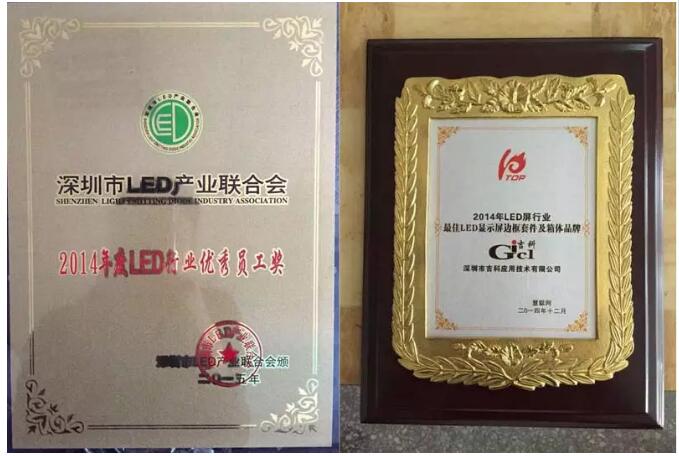 深圳市LED产业联合会
SHENZHEN LIGHT EMITTING DIODE INDUSTRY ASSOCIATION
2014年度LED行业优秀员工奖
深圳市LED产业联合会颁
二〇一五年
10
TOP
2014年LED屏行业
最佳LED显示屏边框套件及箱体品牌
吉科
Gicl
深圳市吉科应用技术有限公司
慧聪网
二〇一四年十二月